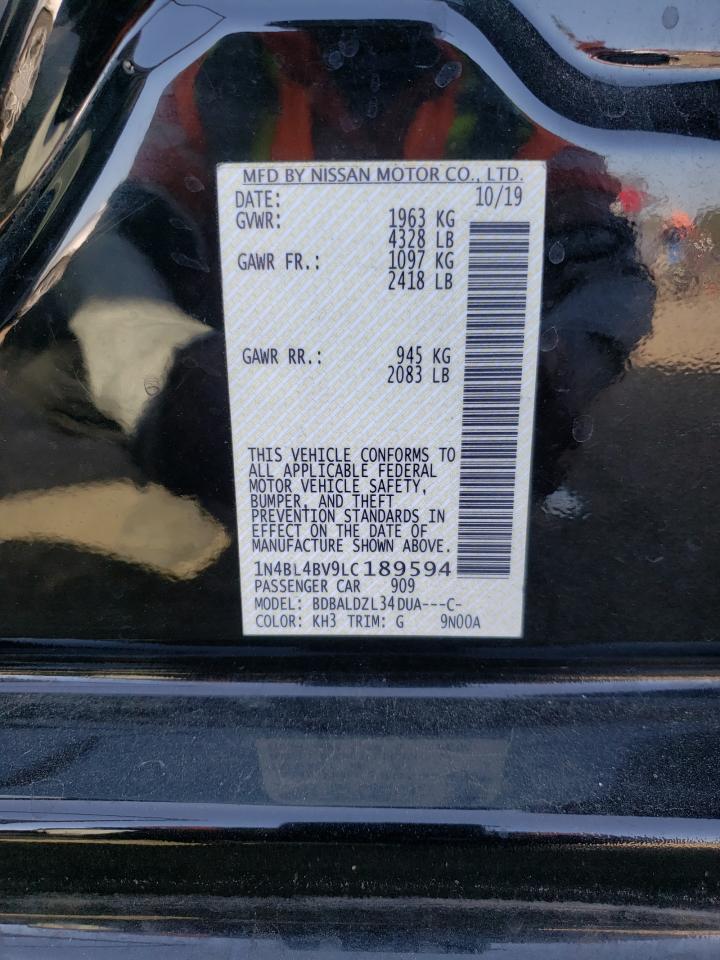 MFD BY NISSAN MOTOR CO., LTD.
DATE: 10/19
GVWR: 1963 KG
4328 LB
GAWR FR.: 1097 KG
2418 LB
GAWR RR.: 945 KG
2083 LB
THIS VEHICLE CONFORMS TO
ALL APPLICABLE FEDERAL
MOTOR VEHICLE SAFETY,
BUMPER, AND THEFT
PREVENTION STANDARDS IN
EFFECT ON THE DATE OF
MANUFACTURE SHOWN ABOVE.
1N4BL4BV9LC189594
PASSENGER CAR 909
MODEL: BDBALDZL34DUA---C-
COLOR: KH3 TRIM: G 9N00A